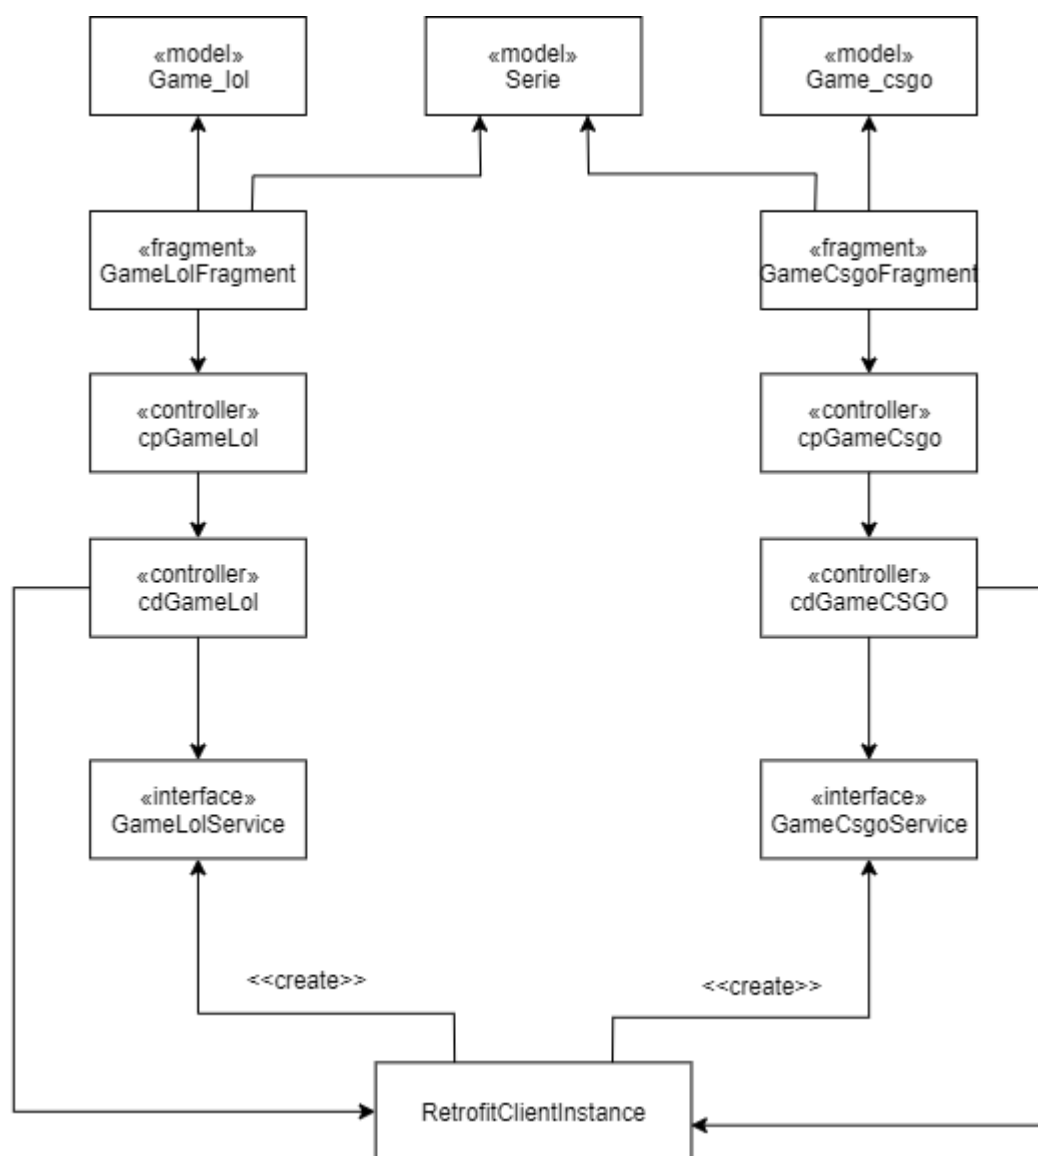 «model»
Game_lol
«model»
Serie
«model»
Game_csgo
«fragment»
GameLolFragment
«fragment»
GameCsgoFragment
«controller»
cpGameLol
«controller»
cpGameCsgo
«controller»
cdGameLol
«controller»
cdGameCSGO
«interface»
GameLolService
«interface»
GameCsgoService
<<create>>
<<create>>
RetrofitClientInstance